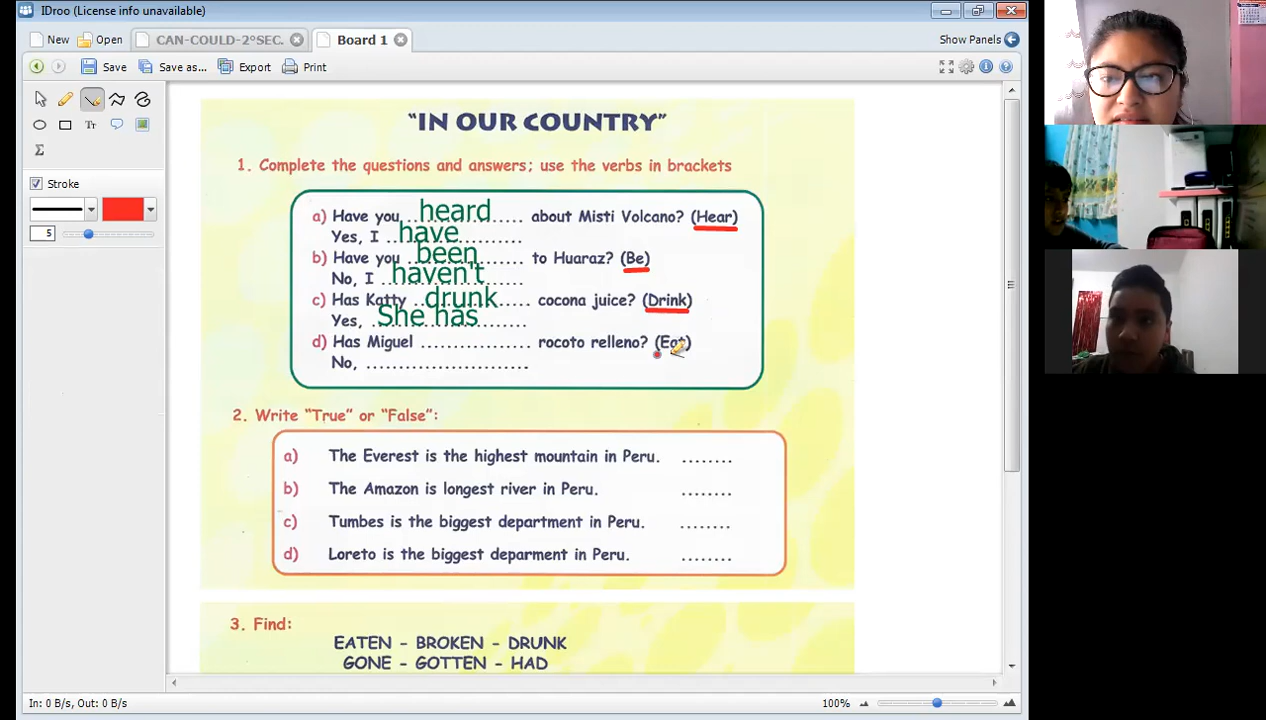 IDroo (License info unavailable)
New Open CAN-COULD-2°SEC. Board 1 Show Panels
Save Save as... Export Print
Tт
Σ
Stroke
5
"IN OUR COUNTRY"
1. Complete the questions and answers; use the verbs in brackets
a) Have you ...heard..... about Misti Volcano? (Hear)
Yes, I ..have..........
b) Have you ..been....... to Huaraz? (Be)
No, I .haven't......
c) Has Katty ..drunk..... cocona juice? (Drink)
Yes, .She has........
d) Has Miguel ................. rocoto relleno? (Eat)
No, .........................
2. Write "True" or "False":
a) The Everest is the highest mountain in Peru. ........
b) The Amazon is longest river in Peru. ........
c) Tumbes is the biggest department in Peru. ........
d) Loreto is the biggest deparment in Peru. ........
3. Find:
EATEN - BROKEN - DRUNK
GONE - GOTTEN - HAD
In: 0 B/s, Out: 0 B/s 100%